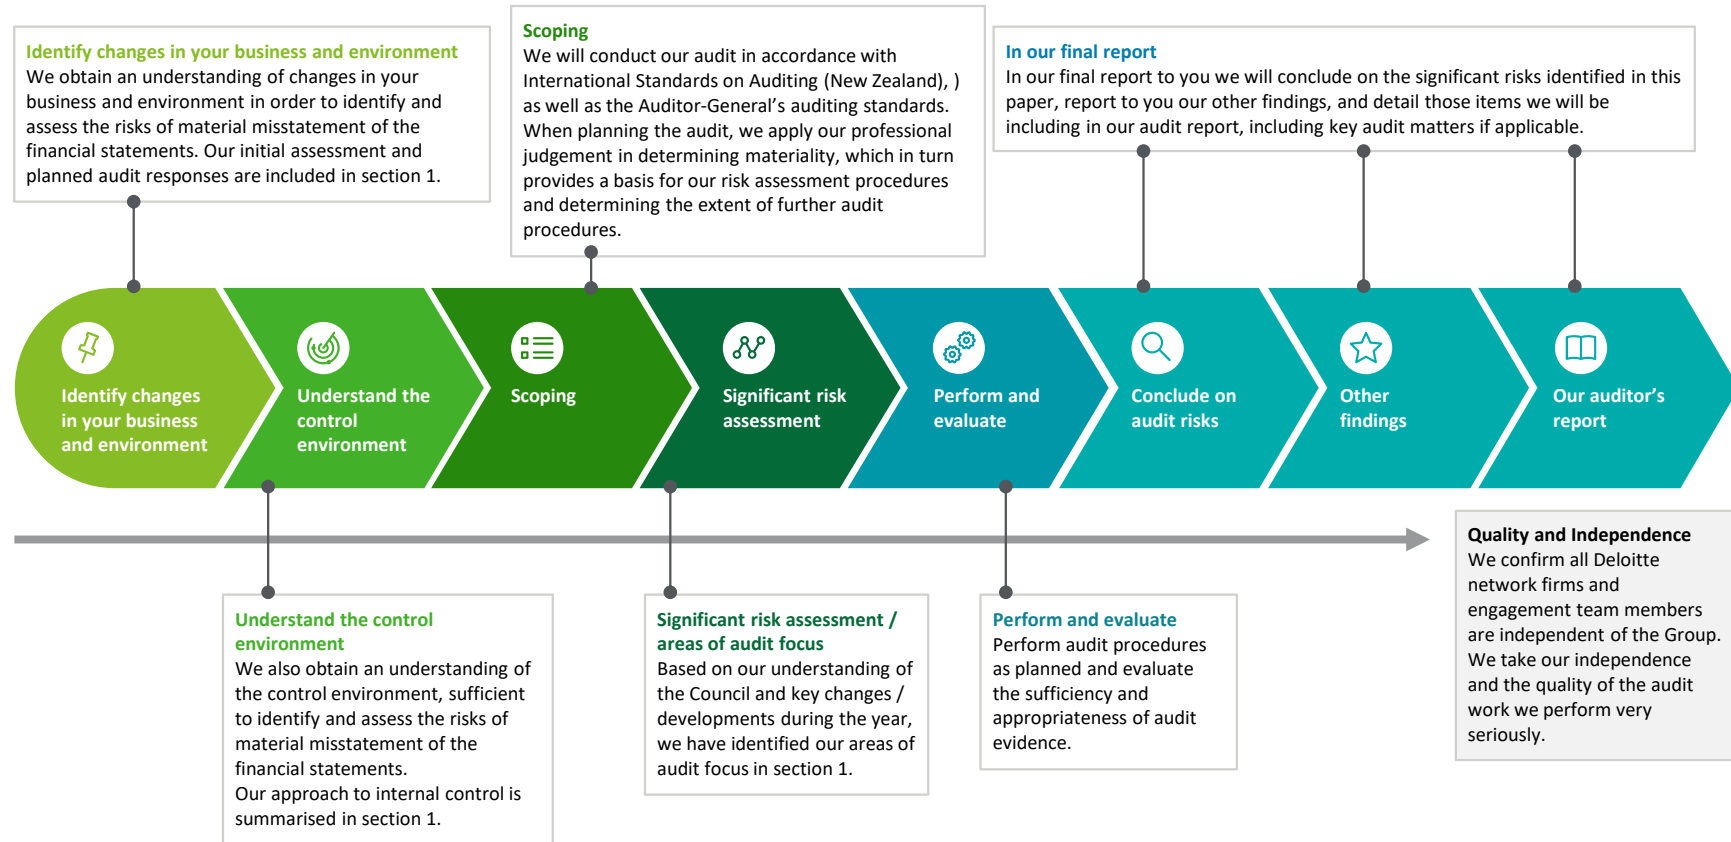 Identify changes in your business and environment
We obtain an understanding of changes in your
business and environment in order to identify and
assess the risks of material misstatement of the
financial statements. Our initial assessment and
planned audit responses are included in section 1.
Scoping
We will conduct our audit in accordance with
International Standards on Auditing (New Zealand), )
as well as the Auditor-General's auditing standards.
When planning the audit, we apply our professional
judgement in determining materiality, which in turn
provides a basis for our risk assessment procedures
and determining the extent of further audit
procedures.
In our final report
In our final report to you we will conclude on the significant risks identified in this
paper, report to you our other findings, and detail those items we will be
including in our audit report, including key audit matters if applicable.
Identify changes
in your business
and environment
Understand the
control
environment
Scoping
Significant risk
assessment
Perform and
evaluate
Conclude on
audit risks
Other
findings
Our auditor's
report
Understand the control
environment
We also obtain an understanding of
the control environment, sufficient
to identify and assess the risks of
material misstatement of the
financial statements.
Our approach to internal control is
summarised in section 1.
Significant risk assessment /
areas of audit focus
Based on our understanding of
the Council and key changes /
developments during the year,
we have identified our areas of
audit focus in section 1.
Perform and evaluate
Perform audit procedures
as planned and evaluate
the sufficiency and
appropriateness of audit
evidence.
Quality and Independence
We confirm all Deloitte
network firms and
engagement team members
are independent of the Group.
We take our independence
and the quality of the audit
work we perform very
seriously.